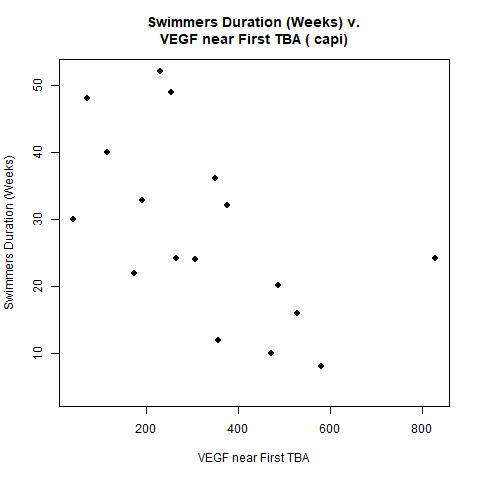 Swimmers Duration (Weeks) v.
VEGF near First TBA ( capi)
Swimmers Duration (Weeks)
50
40
30
20
10
200
400
600
800
VEGF near First TBA